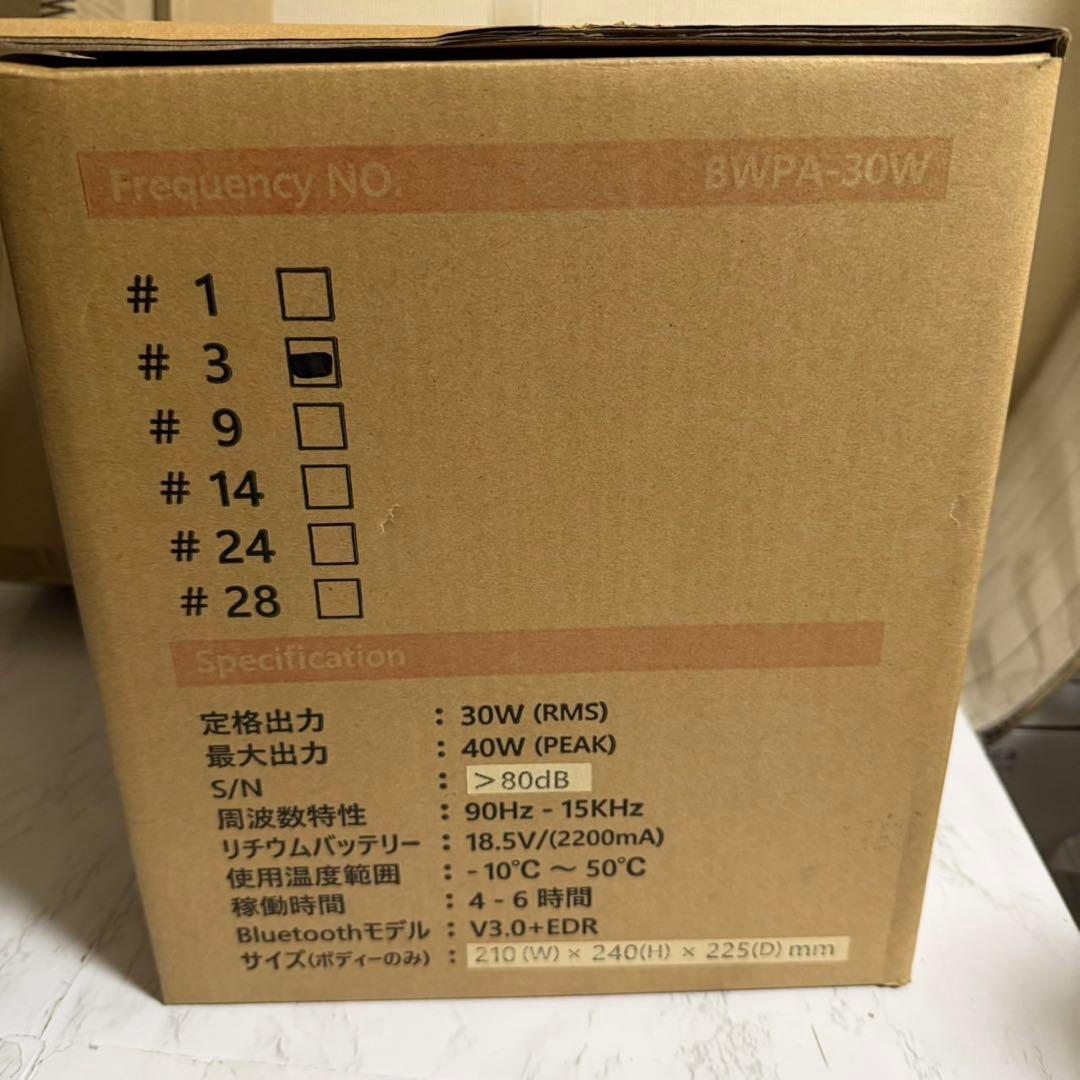 Frequency NO. BWPA-30W
# 1
# 3
# 9
# 14
# 24
# 28
Specification
定格出力 : 30W (RMS)
最大出力 : 40W (PEAK)
S/N : >80dB
周波数特性 : 90Hz - 15KHz
リチウムバッテリー : 18.5V/(2200mA)
使用温度範囲 : -10℃ ～ 50℃
稼働時間 : 4 - 6 時間
Bluetoothモデル : V3.0+EDR
サイズ(ボディーのみ) : 210 (W) × 240(H) × 225(D) mm